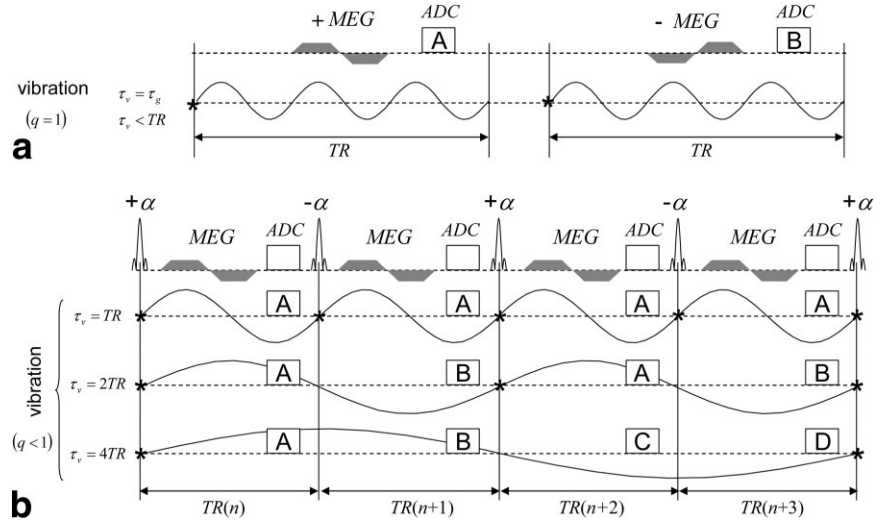 + MEG ADC - MEG ADC
A B
vibration τv = τg
(q = 1) τv < TR
a
TR TR
+α -α +α -α +α
MEG ADC MEG ADC MEG ADC MEG ADC
τv = TR * A * A * A * A *
τv = 2TR * A B * A B *
τv = 4TR * A B C D *
vibration
(q < 1)
b
TR(n) TR(n+1) TR(n+2) TR(n+3)